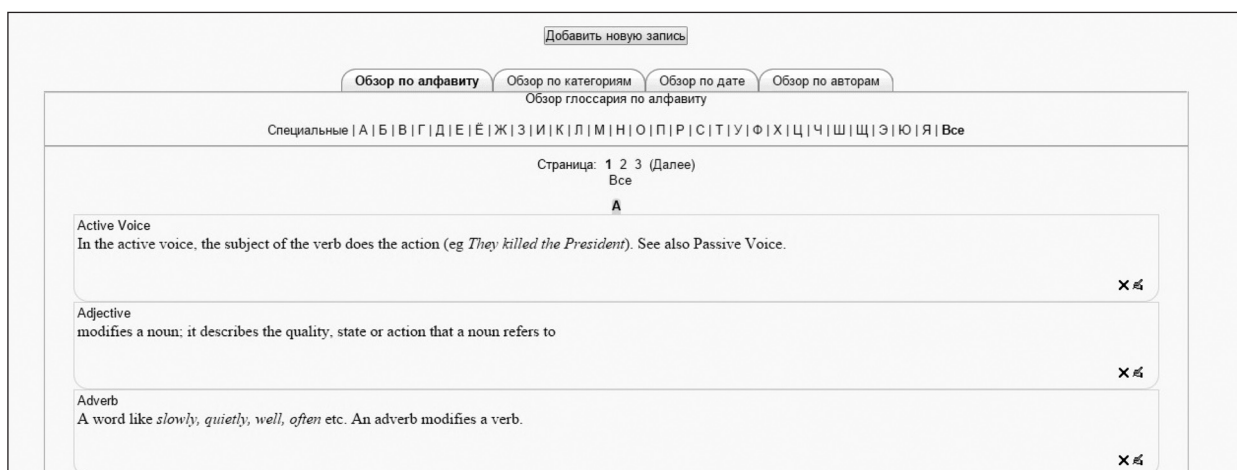 Добавить новую запись
Обзор по алфавиту Обзор по категориям Обзор по дате Обзор по авторам
Обзор глоссария по алфавиту
Специальные | А | Б | В | Г | Д | Е | Ё | Ж | З | И | К | Л | М | Н | О | П | Р | С | Т | У | Ф | Х | Ц | Ч | Ш | Щ | Э | Ю | Я | Все
Страница: 1 2 3 (Далее)
Все
A
Active Voice
In the active voice, the subject of the verb does the action (eg They killed the President). See also Passive Voice.
Adjective
modifies a noun; it describes the quality, state or action that a noun refers to
Adverb
A word like slowly, quietly, well, often etc. An adverb modifies a verb.